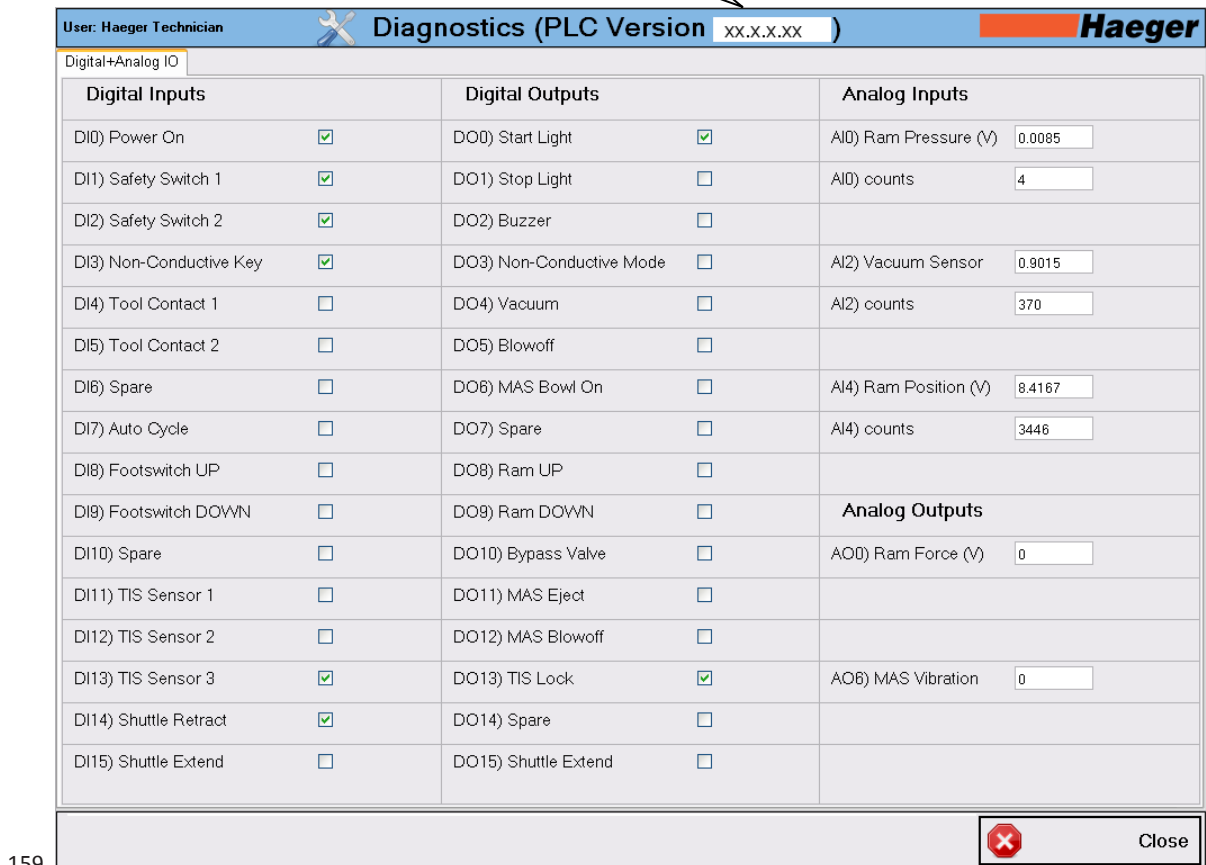 User: Haeger Technician Diagnostics (PLC Version xx.x.x.xx ) Haeger
Digital+Analog IO
Digital Inputs Digital Outputs Analog Inputs
DI0) Power On DO0) Start Light AI0) Ram Pressure (V) 0.0085
DI1) Safety Switch 1 DO1) Stop Light AI0) counts 4
DI2) Safety Switch 2 DO2) Buzzer
DI3) Non-Conductive Key DO3) Non-Conductive Mode AI2) Vacuum Sensor 0.9015
DI4) Tool Contact 1 DO4) Vacuum AI2) counts 370
DI5) Tool Contact 2 DO5) Blowoff
DI6) Spare DO6) MAS Bowl On AI4) Ram Position (V) 8.4167
DI7) Auto Cycle DO7) Spare AI4) counts 3446
DI8) Footswitch UP DO8) Ram UP
DI9) Footswitch DOWN DO9) Ram DOWN Analog Outputs
DI10) Spare DO10) Bypass Valve AO0) Ram Force (V) 0
DI11) TIS Sensor 1 DO11) MAS Eject
DI12) TIS Sensor 2 DO12) MAS Blowoff
DI13) TIS Sensor 3 DO13) TIS Lock AO6) MAS Vibration 0
DI14) Shuttle Retract DO14) Spare
DI15) Shuttle Extend DO15) Shuttle Extend
Close
159